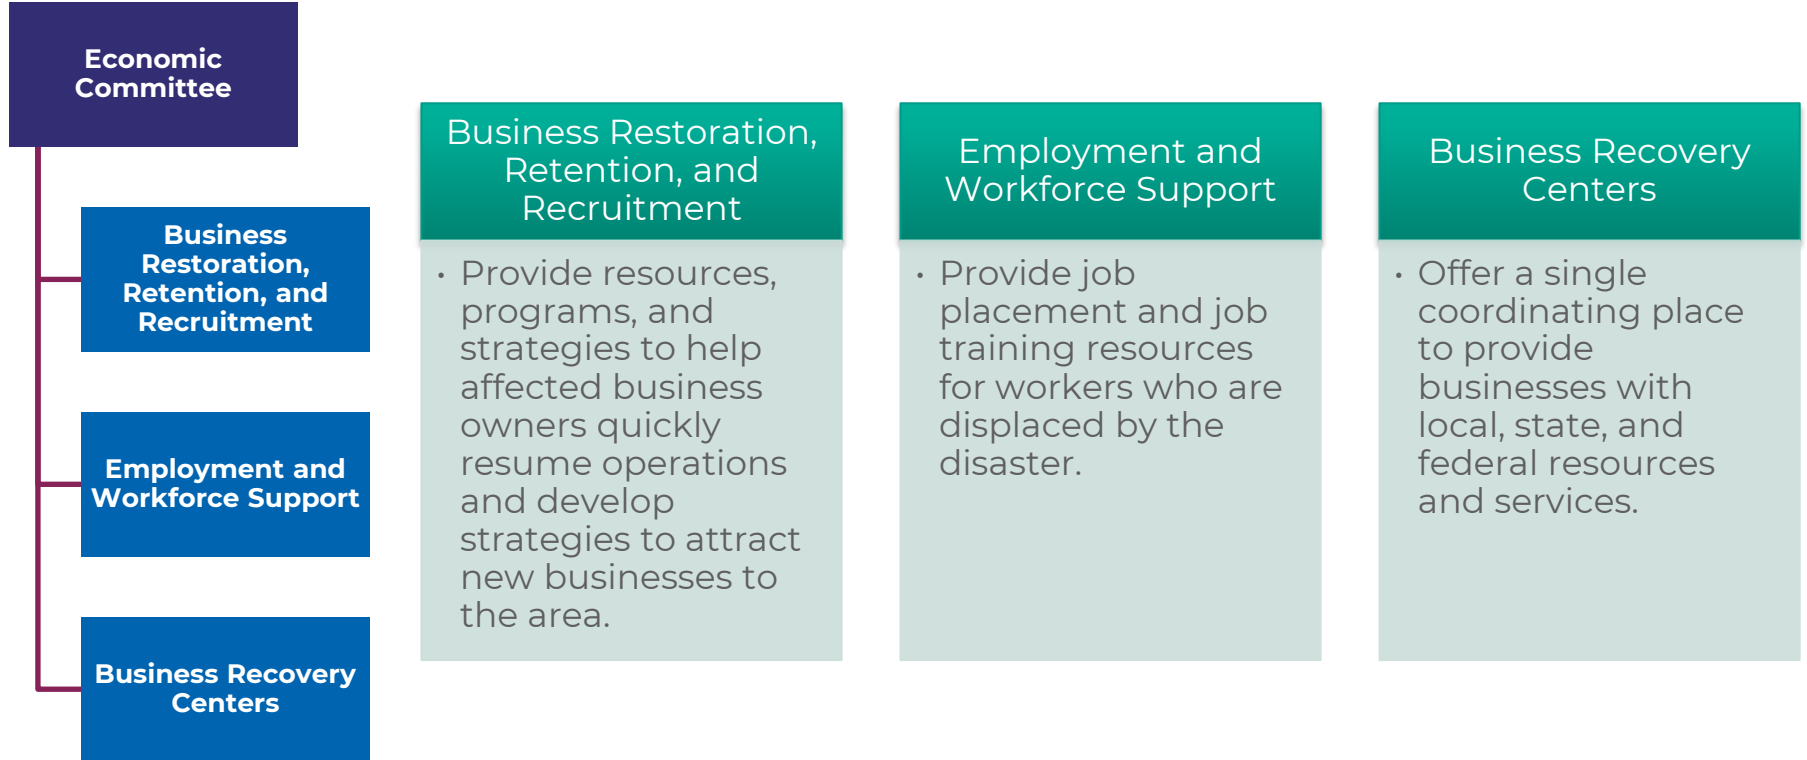 Economic
Committee
Business
Restoration,
Retention, and
Recruitment
Employment and
Workforce Support
Business Recovery
Centers
Business Restoration,
Retention, and
Recruitment
• Provide resources,
programs, and
strategies to help
affected business
owners quickly
resume operations
and develop
strategies to attract
new businesses to
the area.
Employment and
Workforce Support
• Provide job
placement and job
training resources
for workers who are
displaced by the
disaster.
Business Recovery
Centers
• Offer a single
coordinating place
to provide
businesses with
local, state, and
federal resources
and services.